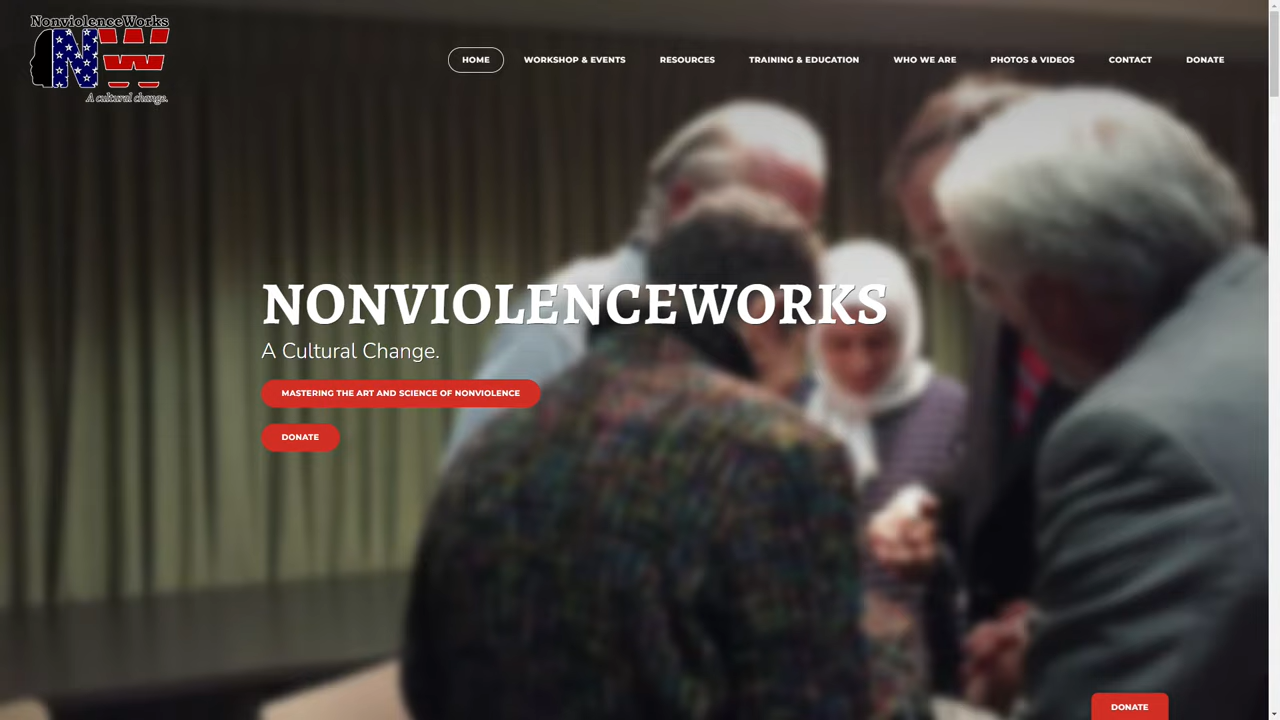 NonviolenceWorks
NW
A cultural change.
HOME
WORKSHOP & EVENTS
RESOURCES
TRAINING & EDUCATION
WHO WE ARE
PHOTOS & VIDEOS
CONTACT
DONATE
NONVIOLENCEWORKS
A Cultural Change.
MASTERING THE ART AND SCIENCE OF NONVIOLENCE
DONATE
DONATE